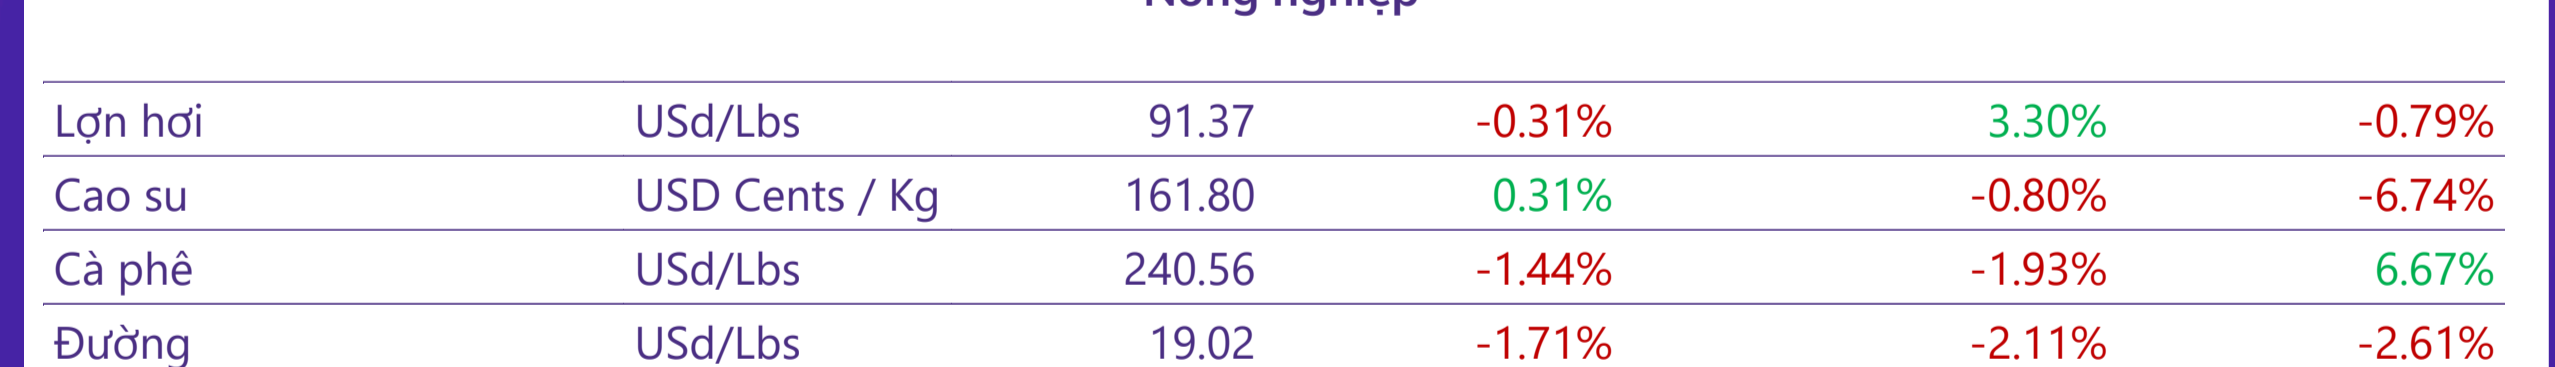 Nông nghiệp
Lợn hơi USd/Lbs 91.37 -0.31% 3.30% -0.79%
Cao su USD Cents / Kg 161.80 0.31% -0.80% -6.74%
Cà phê USd/Lbs 240.56 -1.44% -1.93% 6.67%
Đường USd/Lbs 19.02 -1.71% -2.11% -2.61%